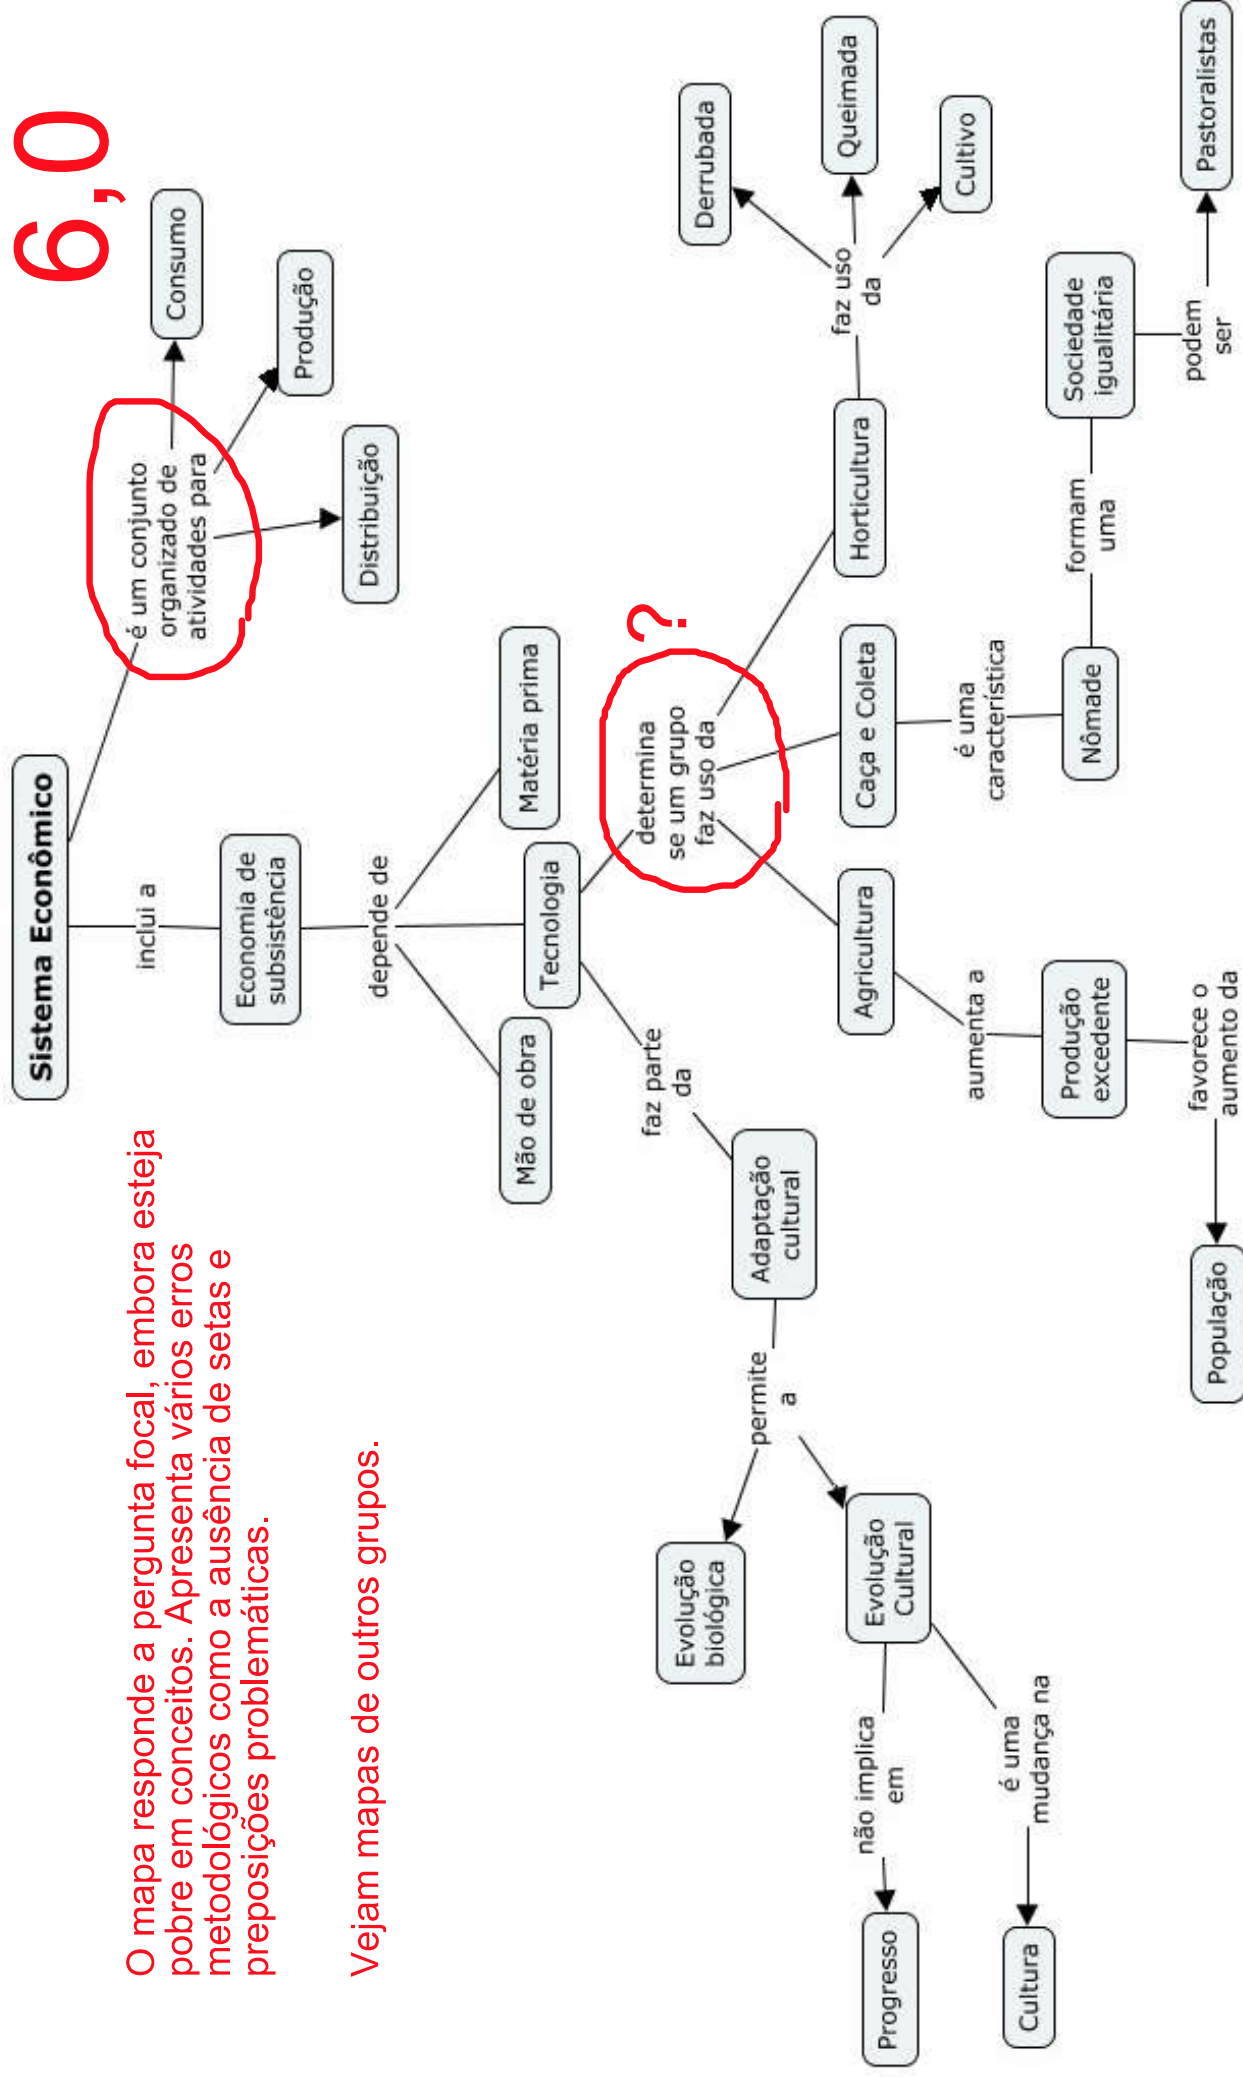 6,0
O mapa responde a pergunta focal, embora esteja
pobre em conceitos. Apresenta vários erros
metodológicos como a ausência de setas e
preposições problemáticas.
Vejam mapas de outros grupos.
Sistema Econômico
é um conjunto
organizado de
atividades para
Consumo
Produção
Distribuição
inclui a
Economia de
subsistência
depende de
Mão de obra
Tecnologia
Matéria prima
faz parte
da
determina
se um grupo
faz uso da
?
Adaptação
cultural
permite
a
Evolução
biológica
Evolução
Cultural
não implica
em
Progresso
é uma
mudança na
Cultura
Agricultura
aumenta a
Produção
excedente
favorece o
aumento da
População
Caça e Coleta
é uma
característica
Nômade
formam
uma
Sociedade
igualitária
podem
ser
Pastoralistas
Horticultura
faz uso
da
Derrubada
Queimada
Cultivo